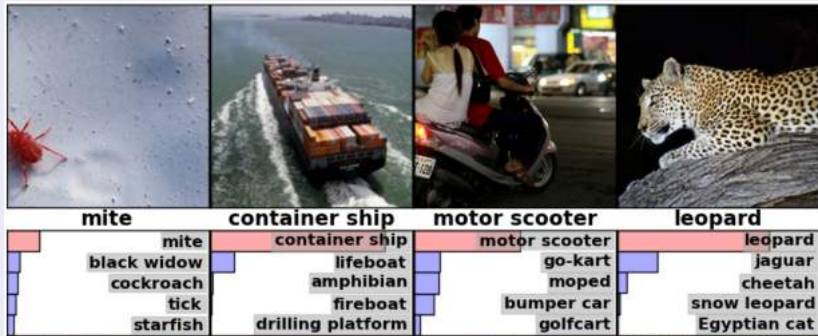 mite container ship motor scooter leopard
mite container ship motor scooter leopard
black widow lifeboat go-kart jaguar
cockroach amphibian moped cheetah
tick fireboat bumper car snow leopard
starfish drilling platform golfcart Egyptian cat